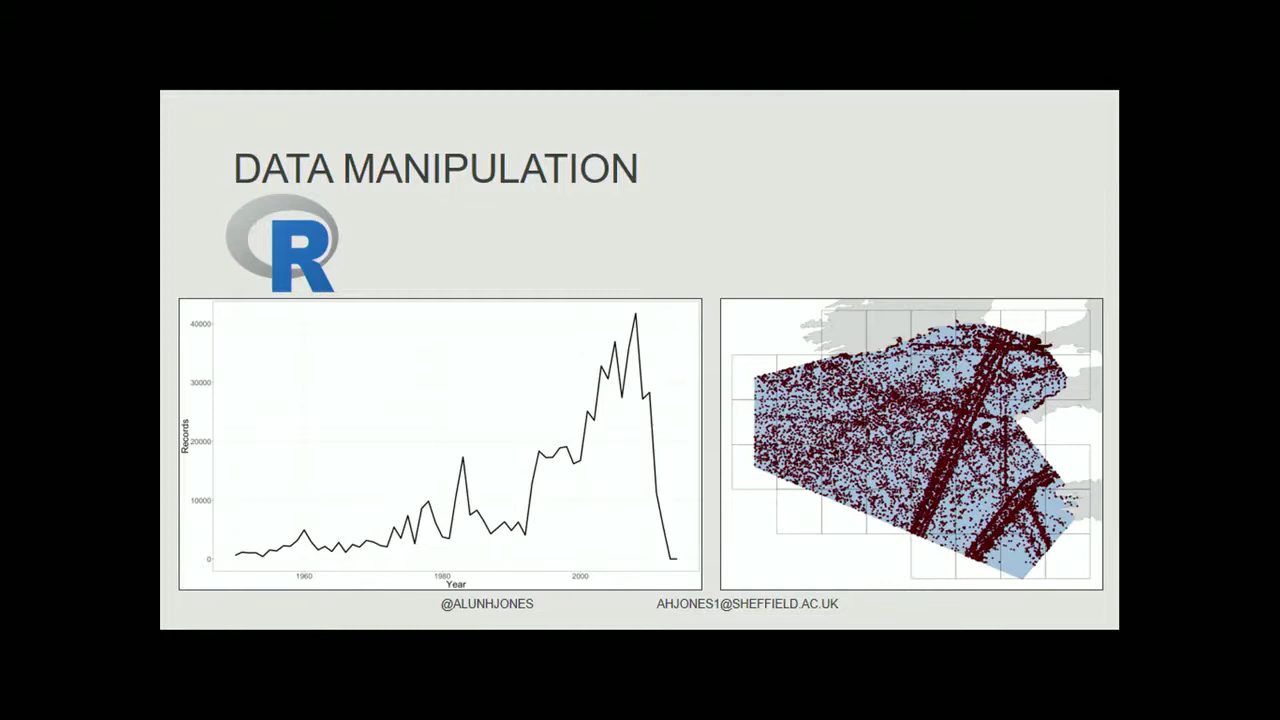 DATA MANIPULATION
R
40000
30000
20000
10000
0
Records
1960
1980
2000
Year
@ALUNHJONES
AHJONES1@SHEFFIELD.AC.UK